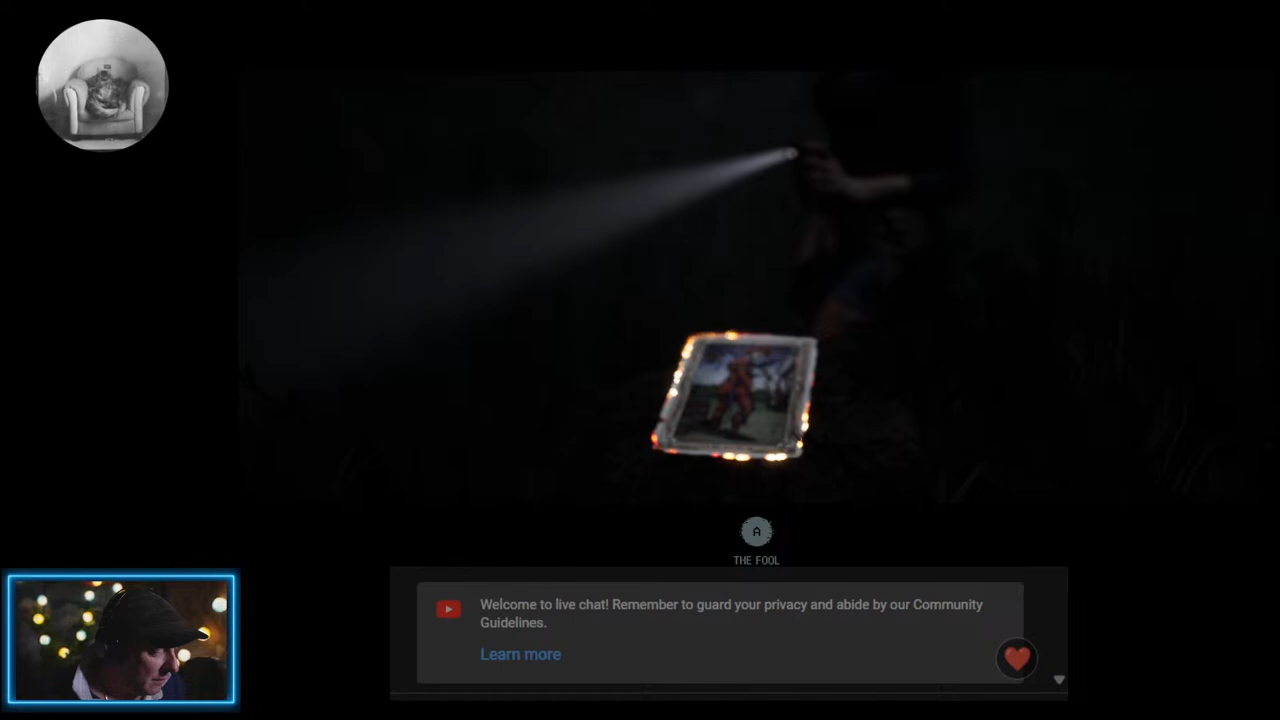 A
THE FOOL
Welcome to live chat! Remember to guard your privacy and abide by our Community
Guidelines.
Learn more